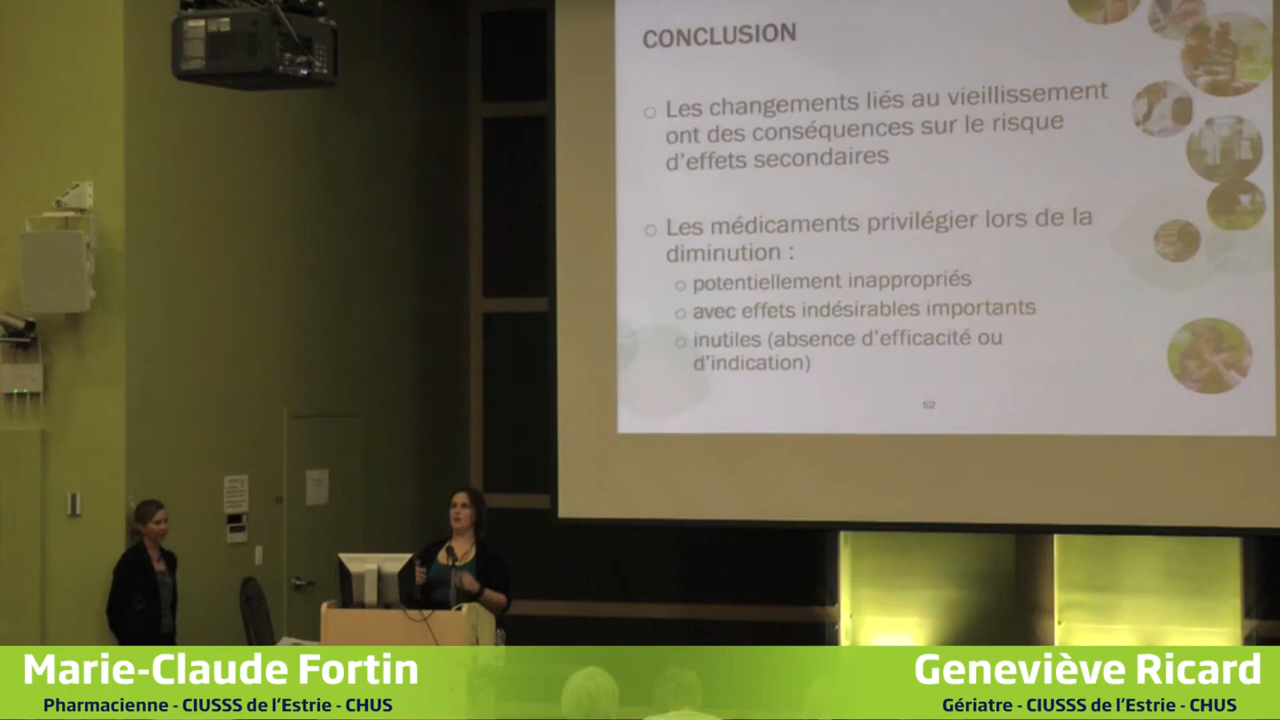 CONCLUSION
Les changements liés au vieillissement
ont des conséquences sur le risque
d'effets secondaires
Les médicaments privilégier lors de la
diminution :
potentiellement inappropriés
avec effets indésirables importants
inutiles (absence d'efficacité ou
d'indication)
52
Marie-Claude Fortin
Pharmacienne - CIUSSS de l'Estrie - CHUS
Geneviève Ricard
Gériatre - CIUSSS de l'Estrie - CHUS